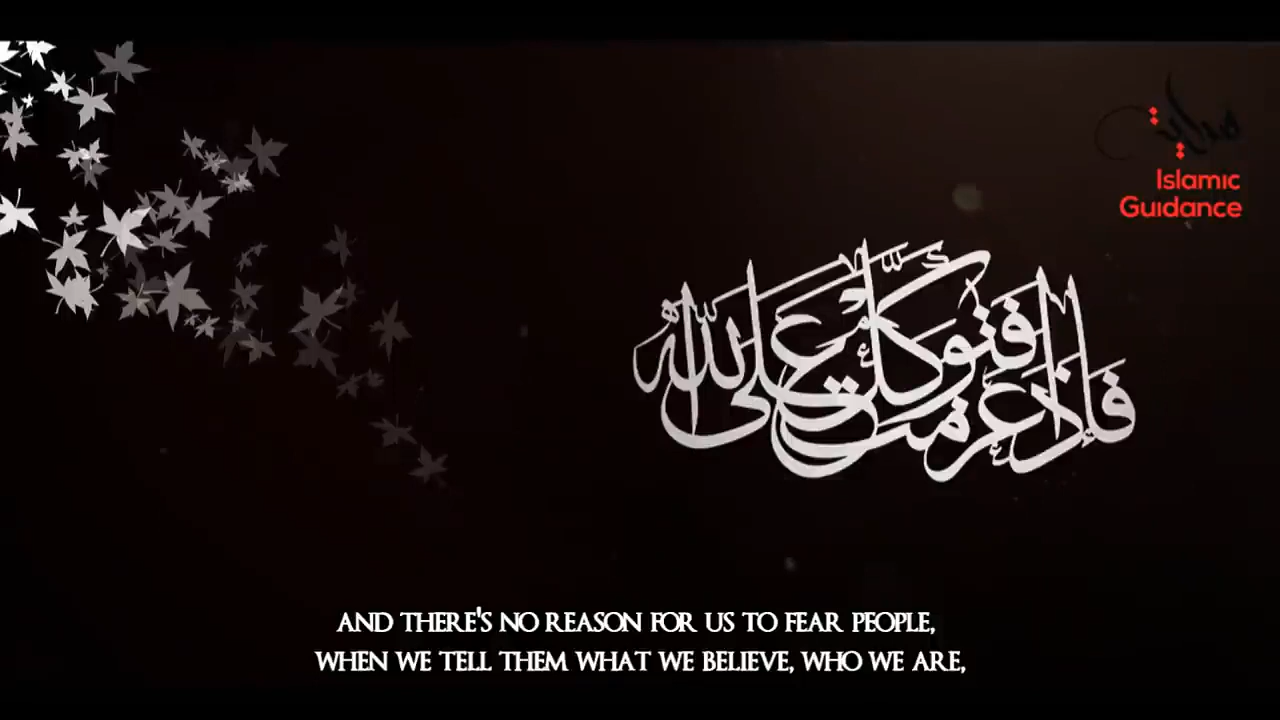 هداية
Islamic
Guidance
فإذا عزمت فتوكل على الله
AND THERE'S NO REASON FOR US TO FEAR PEOPLE,
WHEN WE TELL THEM WHAT WE BELIEVE, WHO WE ARE,